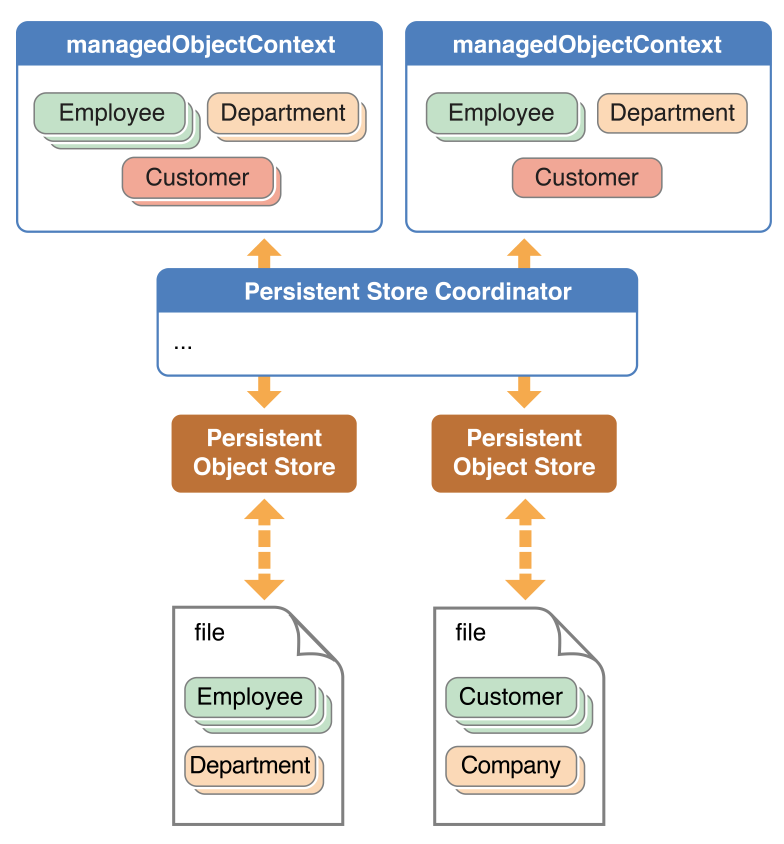 managedObjectContext
Employee
Department
Customer
managedObjectContext
Employee
Department
Customer
Persistent Store Coordinator
...
Persistent
Object Store
Persistent
Object Store
file
Employee
Department
file
Customer
Company